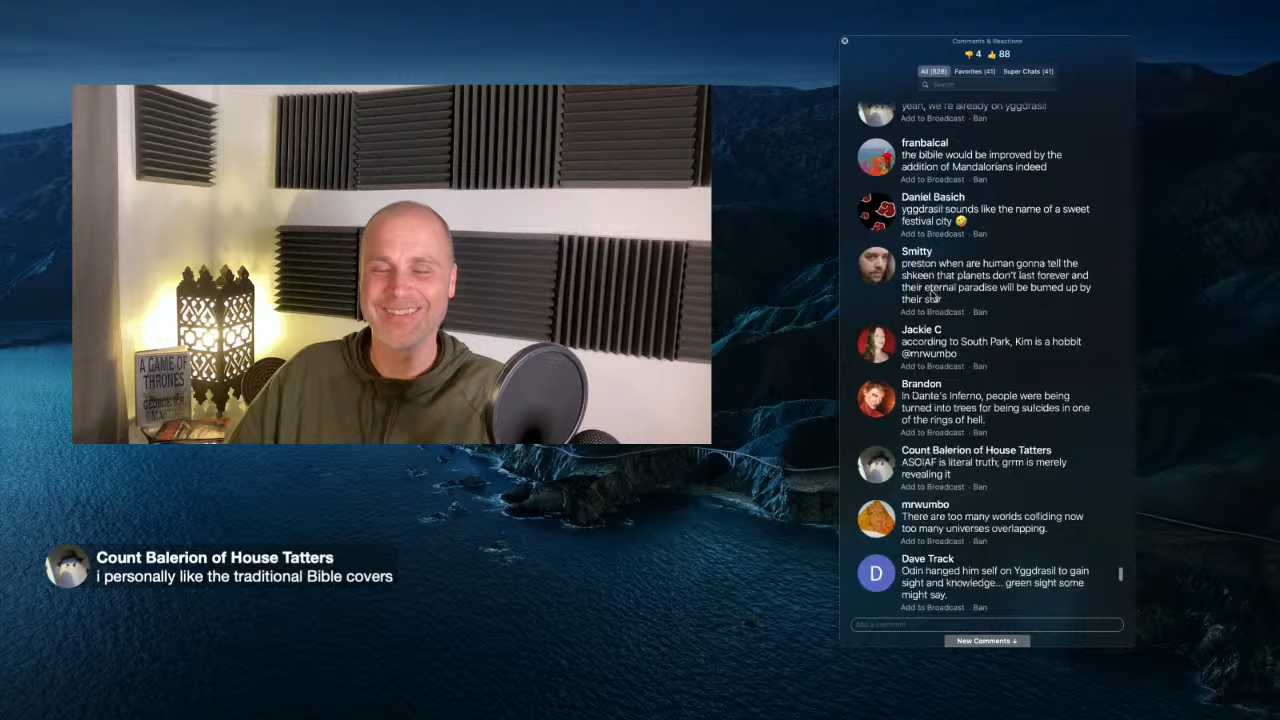 Comments & Reactions
👎 4 👍 88
All (828) Favorites (41) Super Chats (41)
Search
yeah, we're already on yggdrasil
Add to Broadcast · Ban
franbalcal
the bibile would be improved by the
addition of Mandalorians indeed
Add to Broadcast · Ban
Daniel Basich
yggdrasil sounds like the name of a sweet
festival city 🤣
Add to Broadcast · Ban
Smitty
preston when are human gonna tell the
shkeen that planets don't last forever and
their eternal paradise will be burned up by
their star
Add to Broadcast · Ban
Jackie C
according to South Park, Kim is a hobbit
@mrwumbo
Add to Broadcast · Ban
Brandon
In Dante's Inferno, people were being
turned into trees for being su!cides in one
of the rings of hell.
Add to Broadcast · Ban
Count Balerion of House Tatters
ASOIAF is literal truth; grrm is merely
revealing it
Add to Broadcast · Ban
mrwumbo
There are too many worlds colliding now
too many universes overlapping.
Add to Broadcast · Ban
D
Dave Track
Odin hanged him self on Yggdrasil to gain
sight and knowledge... green sight some
might say.
Add to Broadcast · Ban
Add a comment
New Comments ↓
A GAME OF
THRONES
GEORGE R.R.
Count Balerion of House Tatters
i personally like the traditional Bible covers